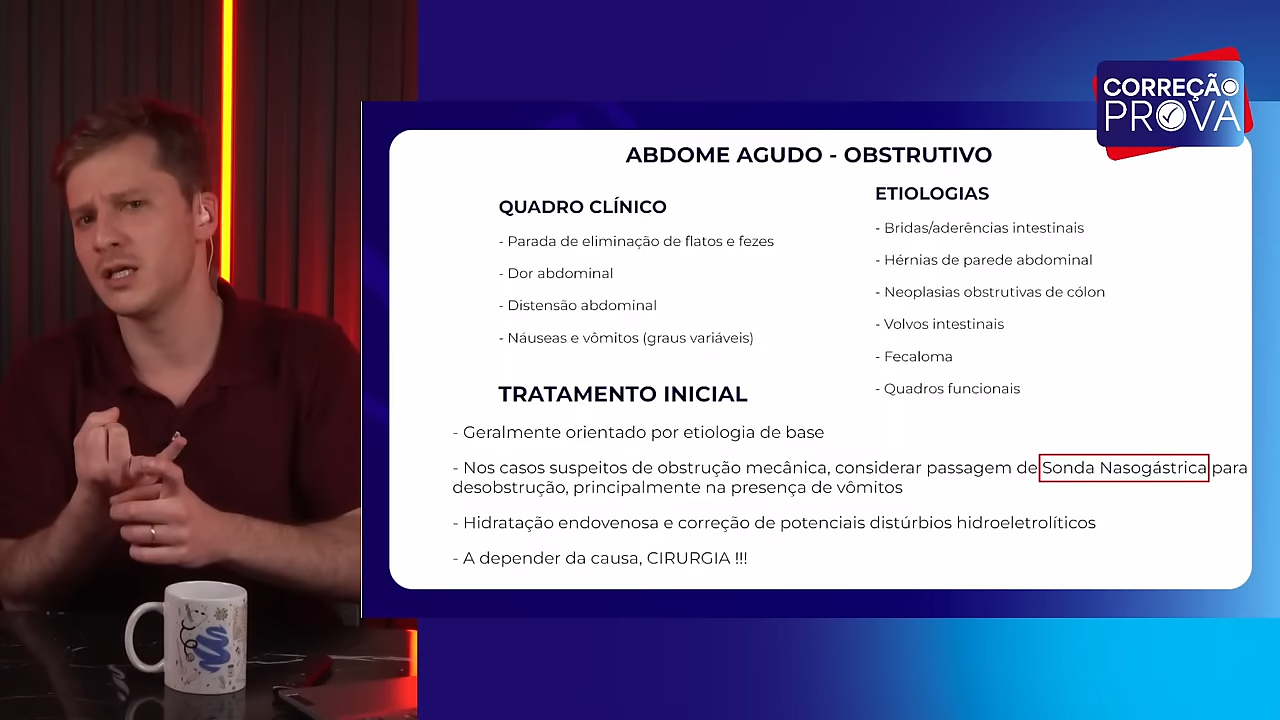 CORREÇÃO
PROVA
ABDOME AGUDO - OBSTRUTIVO
QUADRO CLÍNICO
- Parada de eliminação de flatos e fezes
- Dor abdominal
- Distensão abdominal
- Náuseas e vômitos (graus variáveis)
ETIOLOGIAS
- Bridas/aderências intestinais
- Hérnias de parede abdominal
- Neoplasias obstrutivas de cólon
- Volvos intestinais
- Fecaloma
- Quadros funcionais
TRATAMENTO INICIAL
- Geralmente orientado por etiologia de base
- Nos casos suspeitos de obstrução mecânica, considerar passagem de Sonda Nasogástrica para
desobstrução, principalmente na presença de vômitos
- Hidratação endovenosa e correção de potenciais distúrbios hidroeletrolíticos
- A depender da causa, CIRURGIA !!!